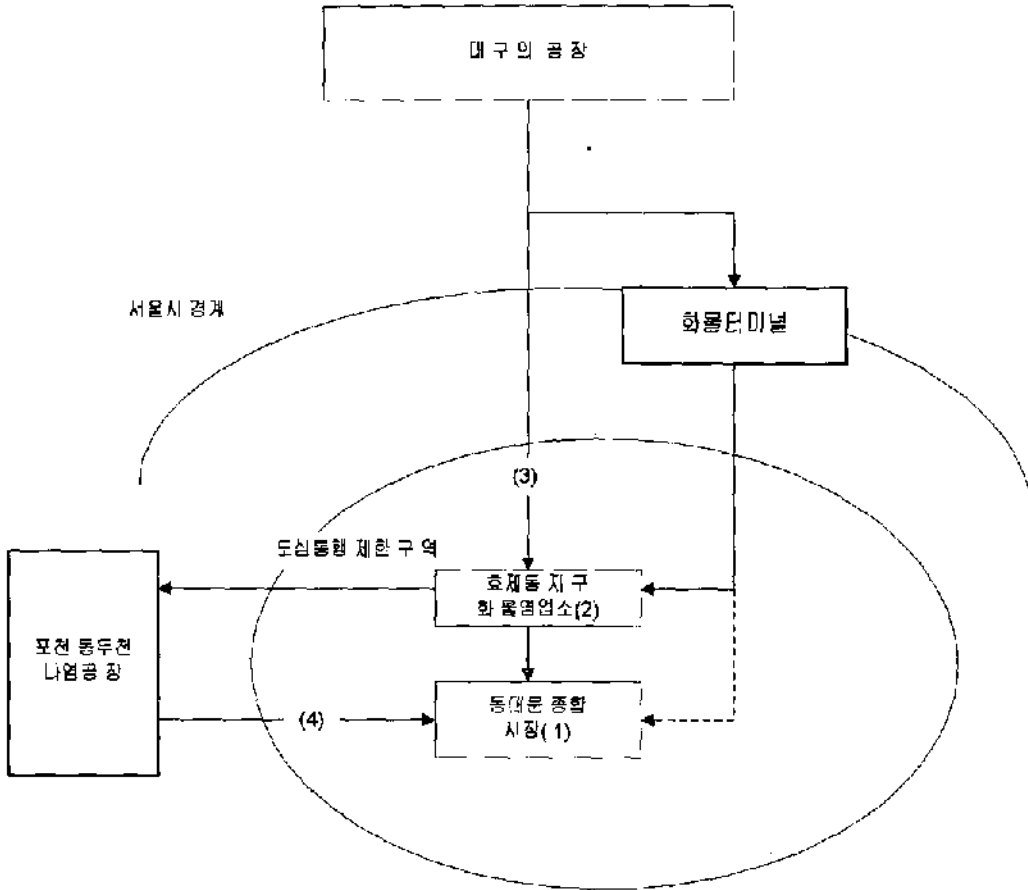 대구의 공장
서울시 경계
화물터미널
(3)
도심통행 제한 구역
효제동 지구
화물영업소(2)
포천 동두천
나염공장
동대문 종합
시장(1)
(4)